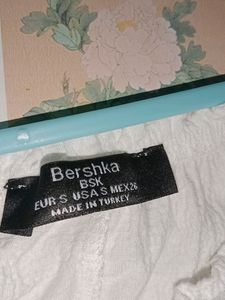 Bershka
BSK
EUR S USA S MEX26
MADE IN TURKEY